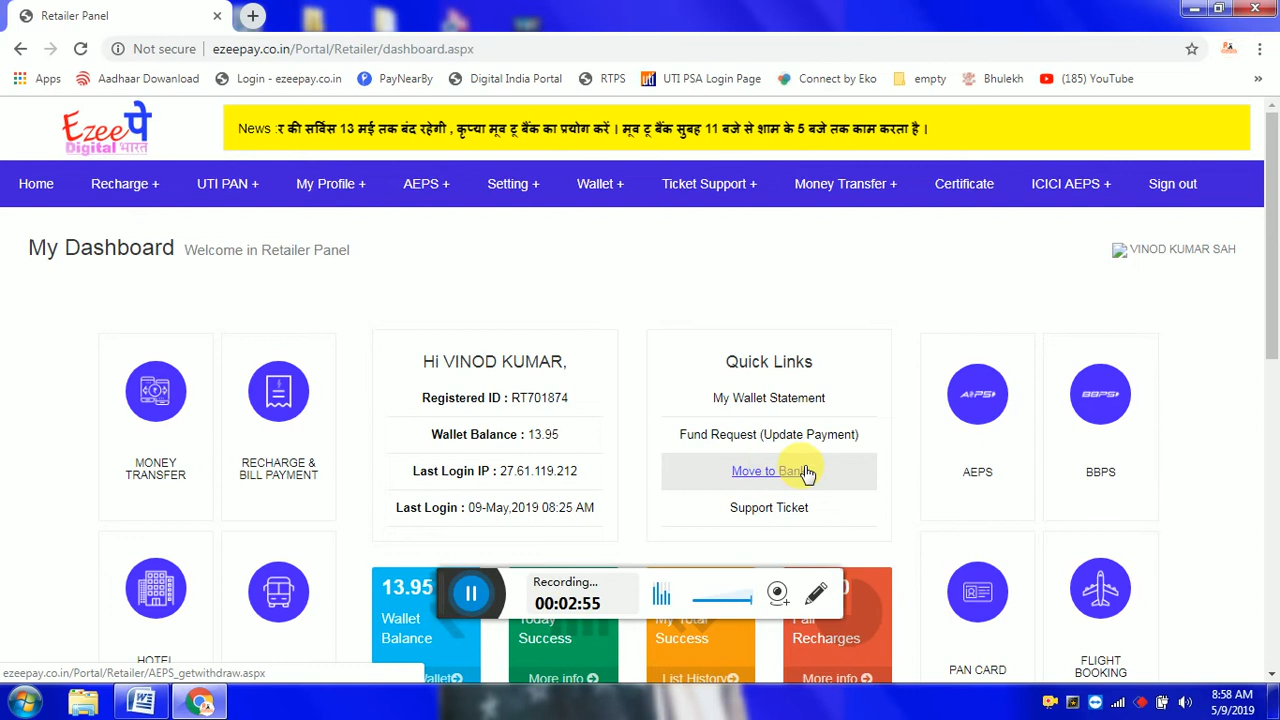 Retailer Panel
Not secure ezeepay.co.in/Portal/Retailer/dashboard.aspx
Apps Aadhaar Dowanload Login - ezeepay.co.in PayNearBy Digital India Portal RTPS UTI PSA Login Page Connect by Eko empty Bhulekh (185) YouTube »
Ezeeपे
Digital भारत
News :र की सर्विस 13 मई तक बंद रहेगी , कृप्या मूव टू बैंक का प्रयोग करें । मूव टू बैंक सुबह 11 बजे से शाम के 5 बजे तक काम करता है ।
Home Recharge + UTI PAN + My Profile + AEPS + Setting + Wallet + Ticket Support + Money Transfer + Certificate ICICI AEPS + Sign out
My Dashboard Welcome in Retailer Panel
VINOD KUMAR SAH
MONEY TRANSFER
RECHARGE & BILL PAYMENT
HOTEL
Hi VINOD KUMAR,
Registered ID : RT701874
Wallet Balance : 13.95
Last Login IP : 27.61.119.212
Last Login : 09-May,2019 08:25 AM
Quick Links
My Wallet Statement
Fund Request (Update Payment)
Move to Bank
Support Ticket
AEPS
BBPS
AEPS
BBPS
PAN CARD
FLIGHT BOOKING
13.95
Wallet Balance
Success
Success
Recharges
More info
List History
More info
Recording...
00:02:55
ezeepay.co.in/Portal/Retailer/AEPS_getwithdraw.aspx
8:58 AM
5/9/2019